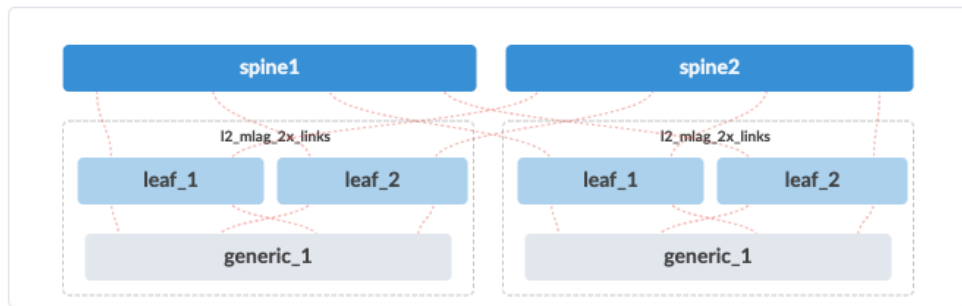 spine1
spine2
l2_mlag_2x_links
l2_mlag_2x_links
leaf_1
leaf_2
leaf_1
leaf_2
generic_1
generic_1